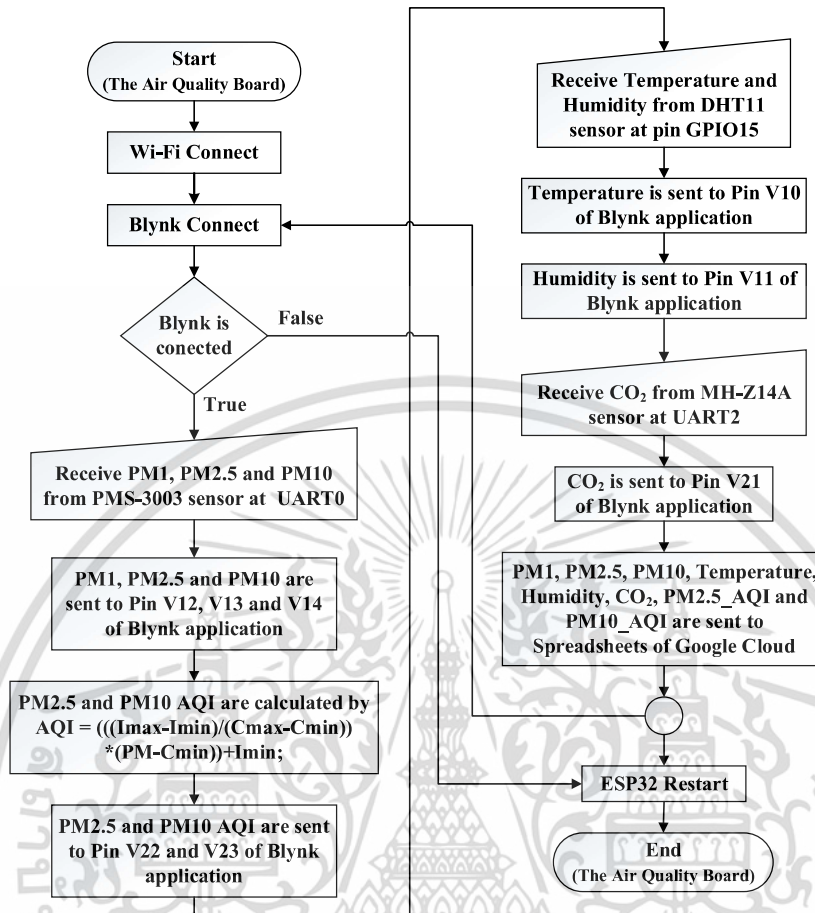 Start
(The Air Quality Board)
Wi-Fi Connect
Blynk Connect
Blynk is
conected
False
True
Receive PM1, PM2.5 and PM10
from PMS-3003 sensor at UART0
PM1, PM2.5 and PM10 are
sent to Pin V12, V13 and V14
of Blynk application
PM2.5 and PM10 AQI are calculated by
AQI = (((Imax-Imin)/(Cmax-Cmin))
*(PM-Cmin))+Imin;
PM2.5 and PM10 AQI are sent
to Pin V22 and V23 of Blynk
application
Receive Temperature and
Humidity from DHT11
sensor at pin GPIO15
Temperature is sent to Pin V10
of Blynk application
Humidity is sent to Pin V11 of
Blynk application
Receive CO₂ from MH-Z14A
sensor at UART2
CO₂ is sent to Pin V21
of Blynk application
PM1, PM2.5, PM10, Temperature,
Humidity, CO₂, PM2.5_AQI and
PM10_AQI are sent to
Spreadsheets of Google Cloud
ESP32 Restart
End
(The Air Quality Board)